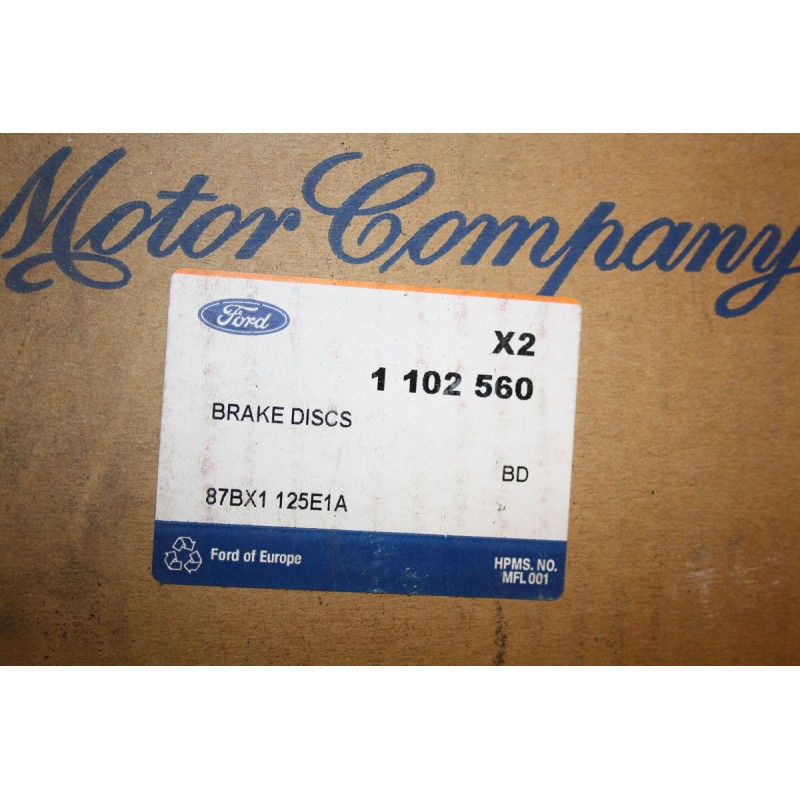 Motor Company
Ford
X2
1 102 560
BRAKE DISCS
BD
87BX1 125E1A
Ford of Europe
HPMS. NO.
MFL 001